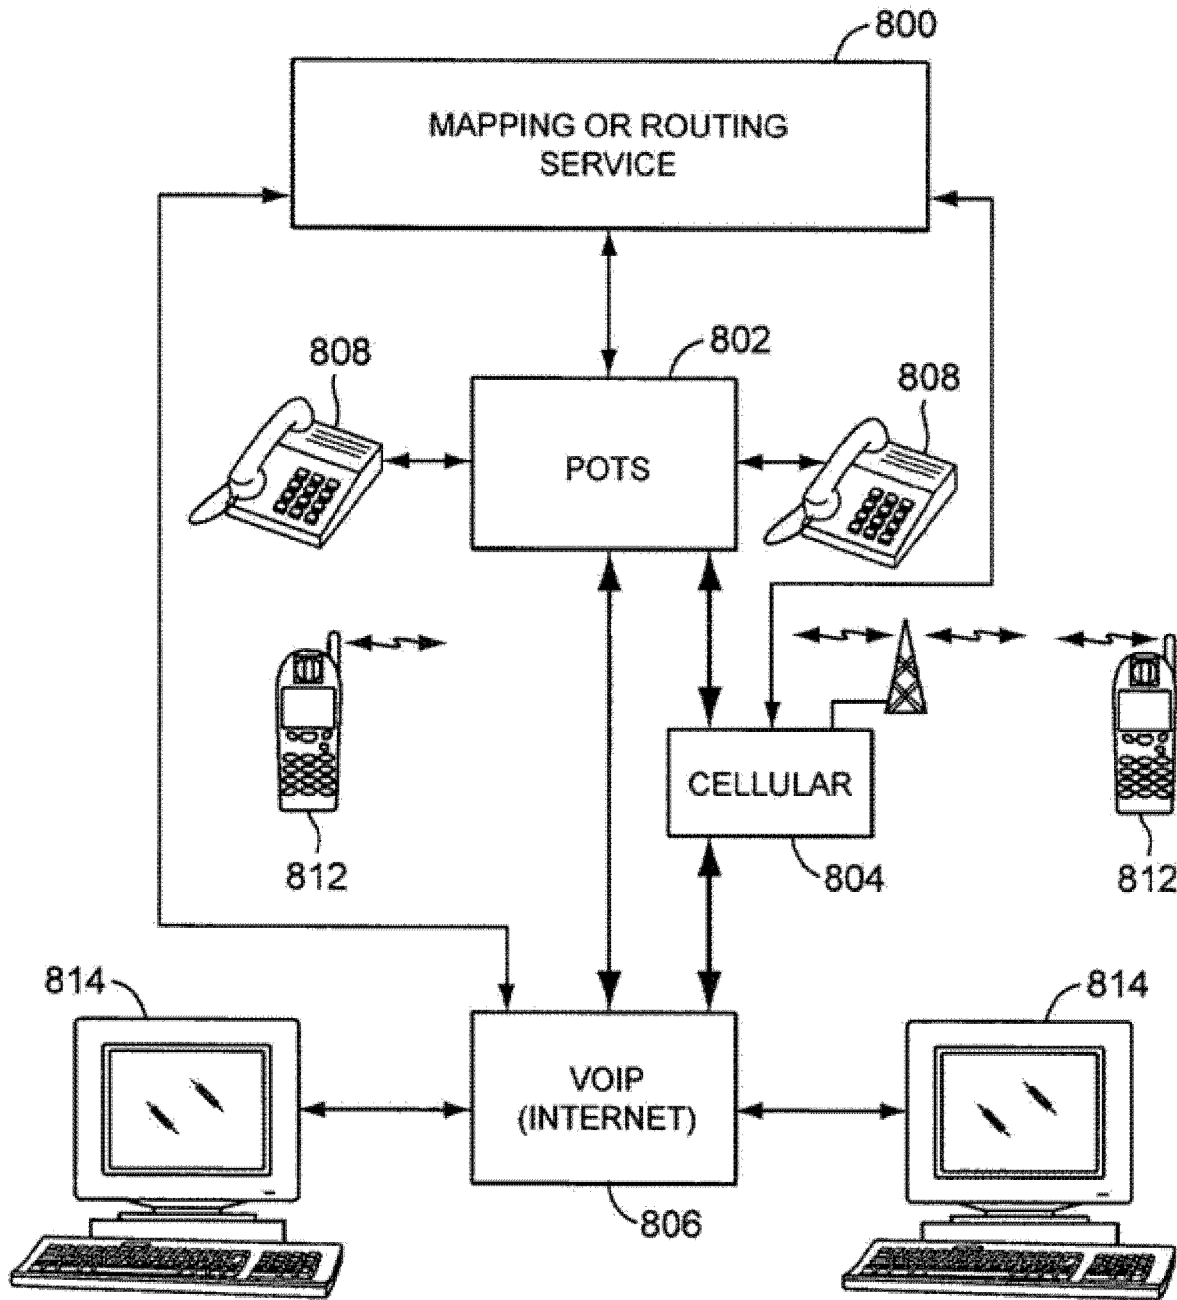 800
MAPPING OR ROUTING
SERVICE
802
808
808
POTS
CELLULAR
812
804
812
814
814
VOIP
(INTERNET)
806